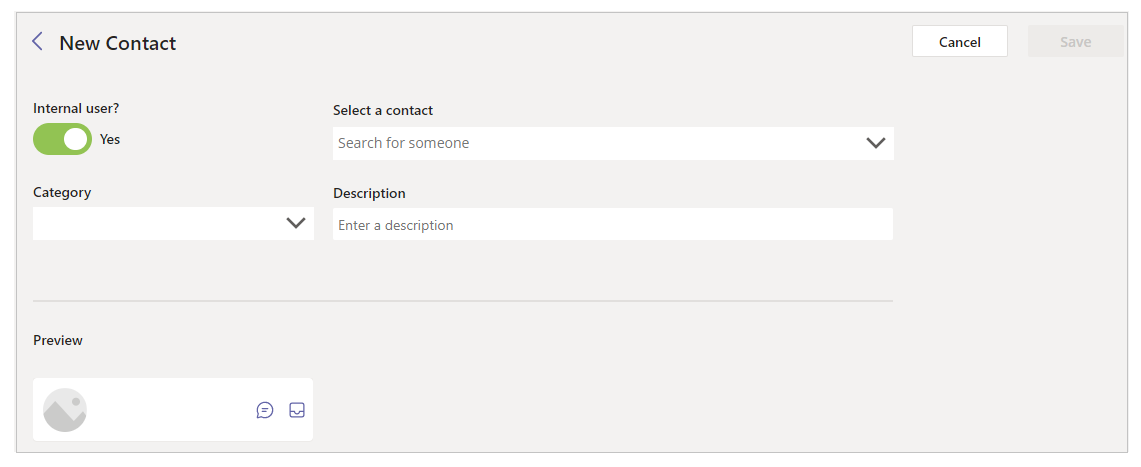 New Contact
Cancel
Save
Internal user?
Yes
Select a contact
Search for someone
Category
Description
Enter a description
Preview